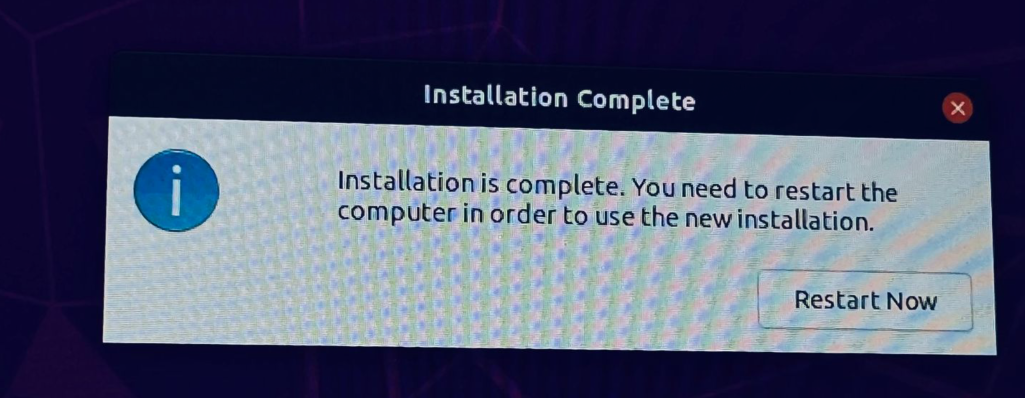 Installation Complete
Installation is complete. You need to restart the
computer in order to use the new installation.
Restart Now